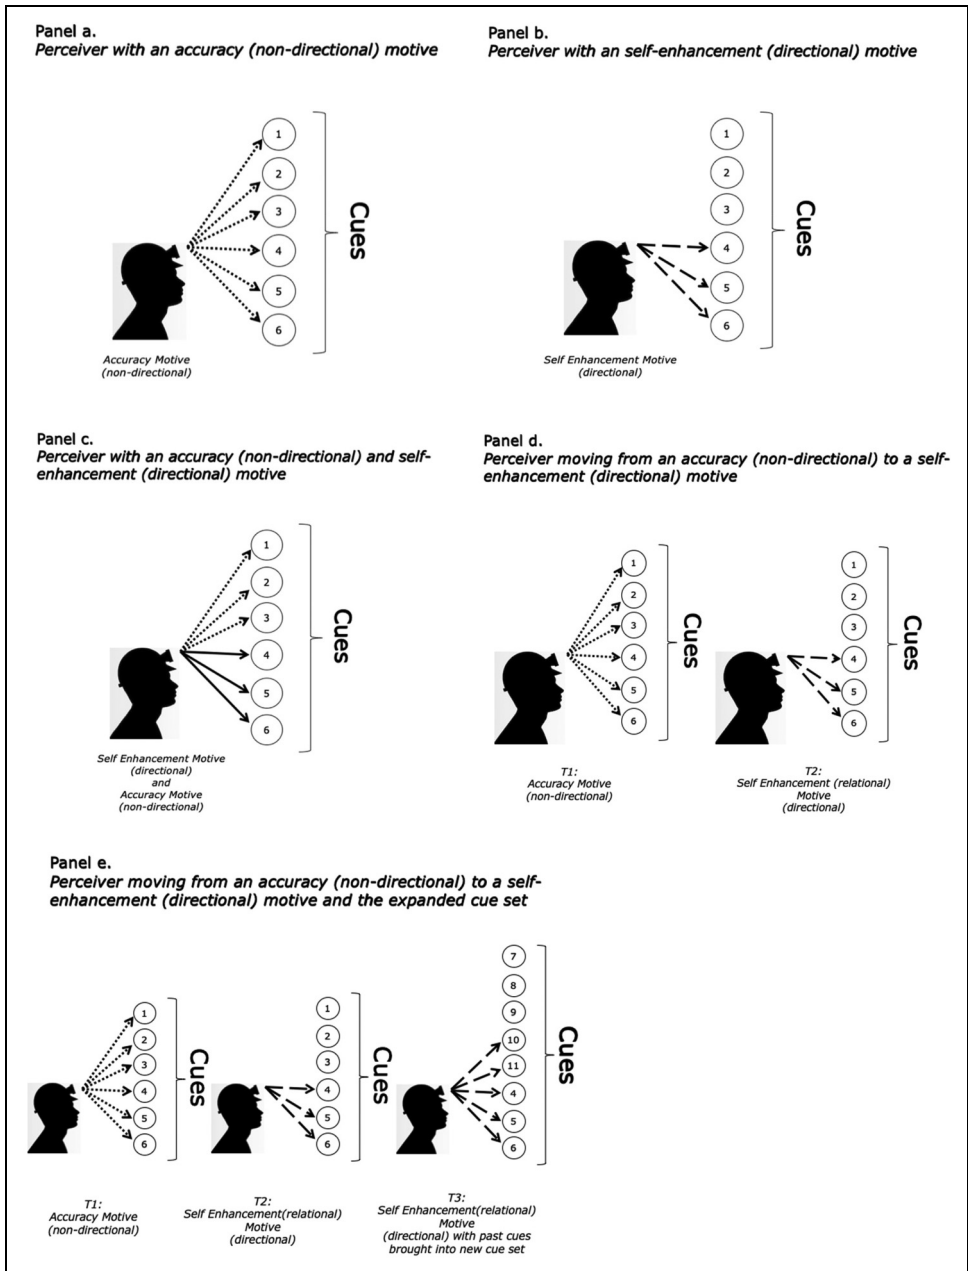 Panel a.
Perceiver with an accuracy (non-directional) motive
1
2
3
4
5
6
Cues
Accuracy Motive
(non-directional)
Panel b.
Perceiver with an self-enhancement (directional) motive
1
2
3
4
5
6
Cues
Self Enhancement Motive
(directional)
Panel c.
Perceiver with an accuracy (non-directional) and self-
enhancement (directional) motive
1
2
3
4
5
6
Cues
Self Enhancement Motive
(directional)
and
Accuracy Motive
(non-directional)
Panel d.
Perceiver moving from an accuracy (non-directional) to a self-
enhancement (directional) motive
1
2
3
4
5
6
Cues
T1:
Accuracy Motive
(non-directional)
1
2
3
4
5
6
Cues
T2:
Self Enhancement (relational)
Motive
(directional)
Panel e.
Perceiver moving from an accuracy (non-directional) to a self-
enhancement (directional) motive and the expanded cue set
1
2
3
4
5
6
Cues
T1:
Accuracy Motive
(non-directional)
1
2
3
4
5
6
Cues
T2:
Self Enhancement(relational)
Motive
(directional)
7
8
9
10
11
4
5
6
Cues
T3:
Self Enhancement(relational)
Motive
(directional) with past cues
brought into new cue set